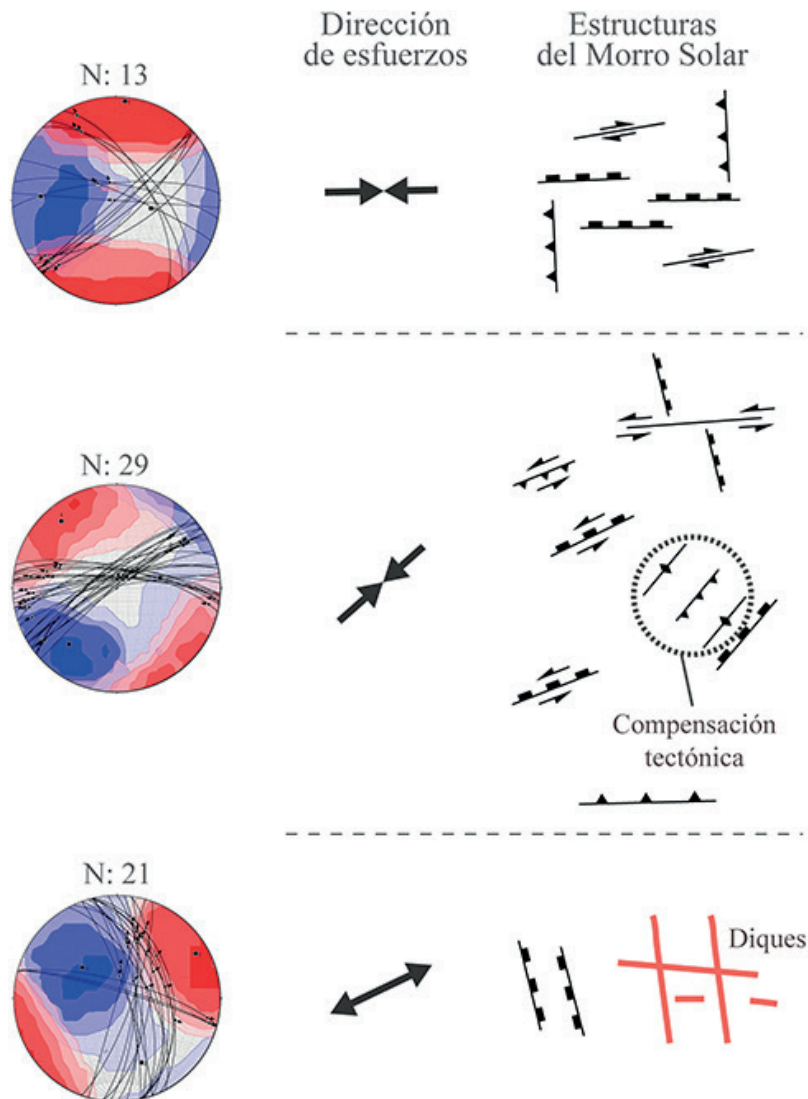 Dirección
de esfuerzos
Estructuras
del Morro Solar
N: 13
N: 29
Compensación
tectónica
N: 21
Diques